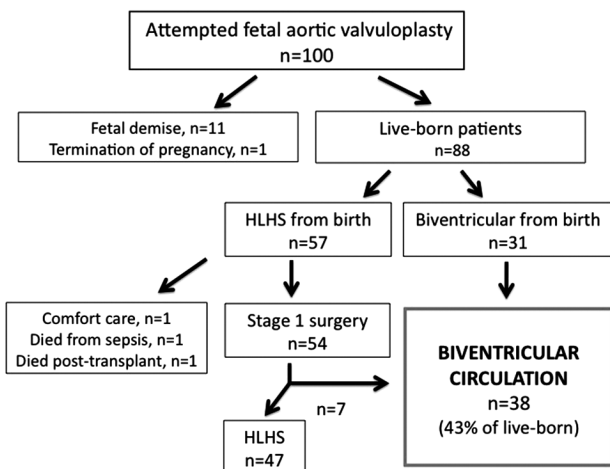 Attempted fetal aortic valvuloplasty
n=100
Fetal demise, n=11
Termination of pregnancy, n=1
Live-born patients
n=88
HLHS from birth
n=57
Biventricular from birth
n=31
Comfort care, n=1
Died from sepsis, n=1
Died post-transplant, n=1
Stage 1 surgery
n=54
BIVENTRICULAR
CIRCULATION
n=38
(43% of live-born)
n=7
HLHS
n=47